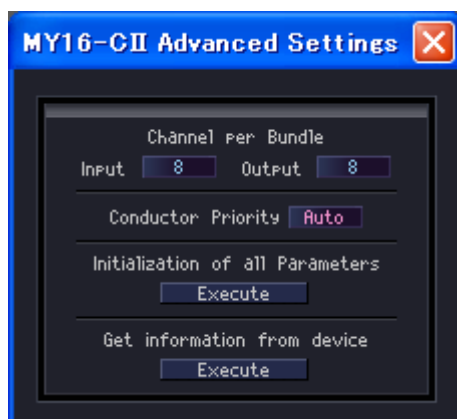 MY16-CII Advanced Settings
Channel per Bundle
Input 8 Output 8
Conductor Priority Auto
Initialization of all Parameters
Execute
Get information from device
Execute